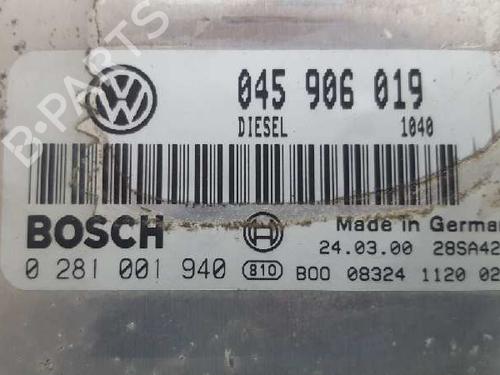 B-PARTS
045 906 019
DIESEL 1040
BOSCH
Made in German
24.03.00 28SA42
0 281 001 940 810 B00 08324 1120 02